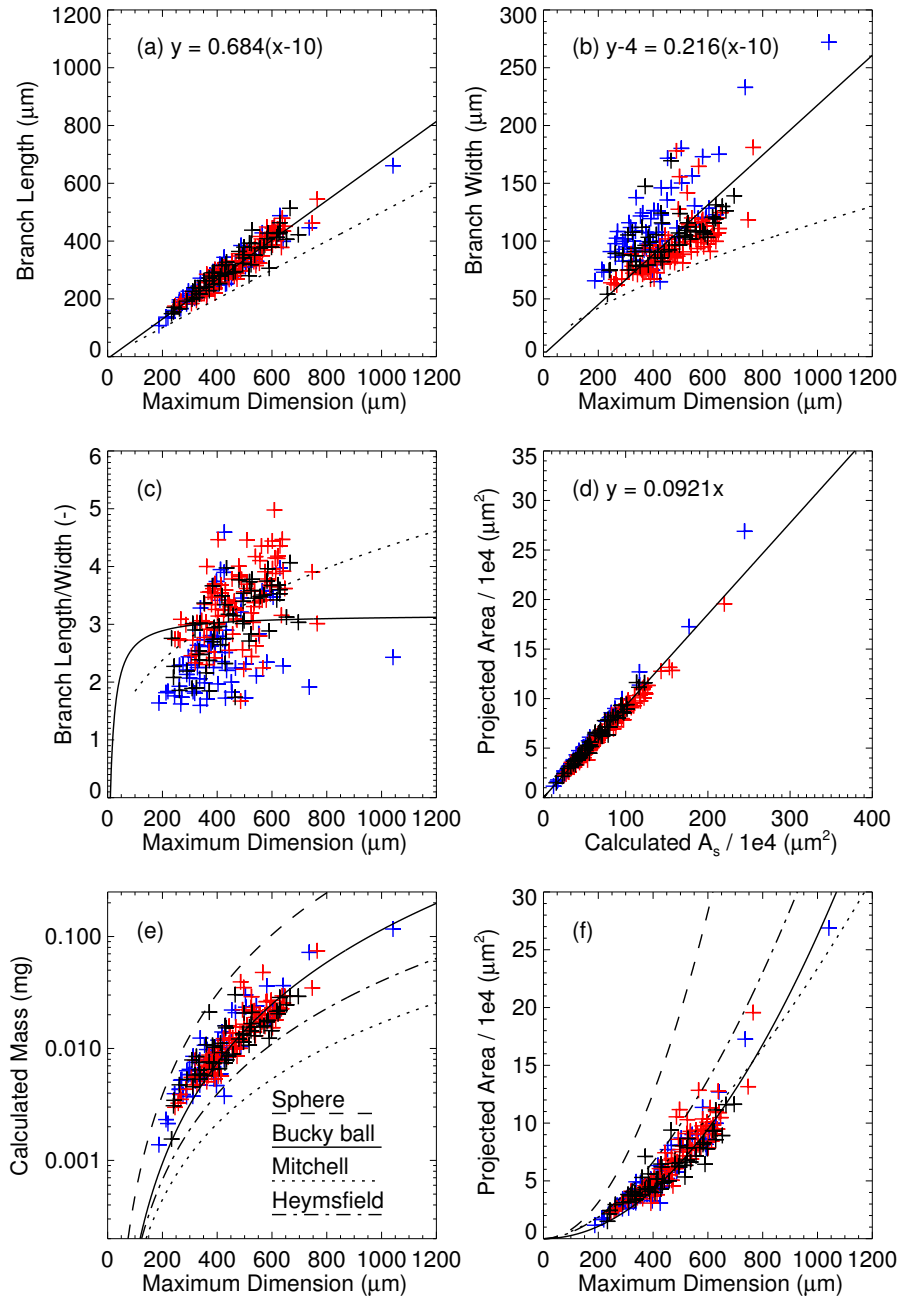 (a) y = 0.684(x-10)
Branch Length (μm)
1200
1000
800
600
400
200
0
0 200 400 600 800 1000 1200
Maximum Dimension (μm)
(b) y-4 = 0.216(x-10)
Branch Width (μm)
300
250
200
150
100
50
0
0 200 400 600 800 1000 1200
Maximum Dimension (μm)
(c)
Branch Length/Width (-)
6
5
4
3
2
1
0
0 200 400 600 800 1000 1200
Maximum Dimension (μm)
(d) y = 0.0921x
Projected Area / 1e4 (μm²)
35
30
25
20
15
10
5
0
0 100 200 300 400
Calculated Aₛ / 1e4 (μm²)
(e)
Calculated Mass (mg)
0.100
0.010
0.001
Sphere
Bucky ball
Mitchell
Heymsfield
0 200 400 600 800 1000 1200
Maximum Dimension (μm)
(f)
Projected Area / 1e4 (μm²)
30
25
20
15
10
5
0
0 200 400 600 800 1000 1200
Maximum Dimension (μm)